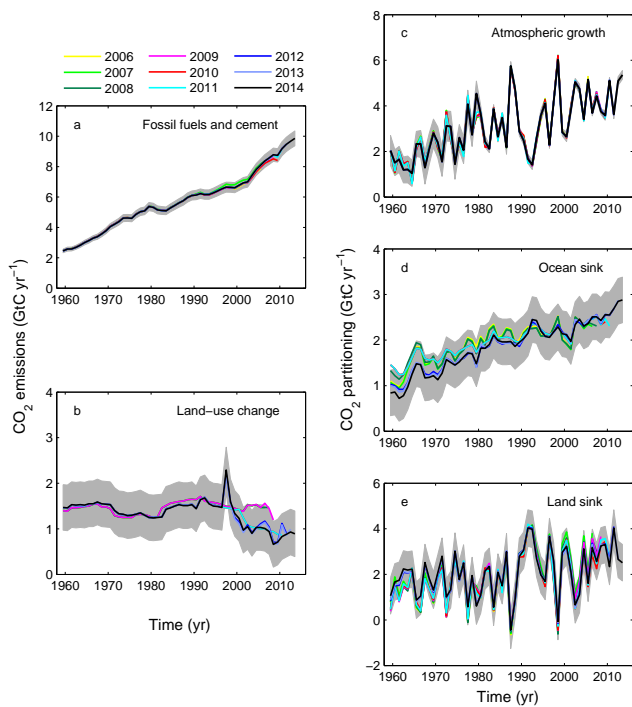 2006 2009 2012
2007 2010 2013
2008 2011 2014
a Fossil fuels and cement
12
10
8
6
4
2
0
1960 1970 1980 1990 2000 2010
b Land−use change
4
3
2
1
0
1960 1970 1980 1990 2000 2010
Time (yr)
CO2 emissions (GtC yr−1)
c Atmospheric growth
8
6
4
2
0
1960 1970 1980 1990 2000 2010
d Ocean sink
4
3
2
1
0
1960 1970 1980 1990 2000 2010
e Land sink
6
4
2
0
−2
1960 1970 1980 1990 2000 2010
Time (yr)
CO2 partitioning (GtC yr−1)